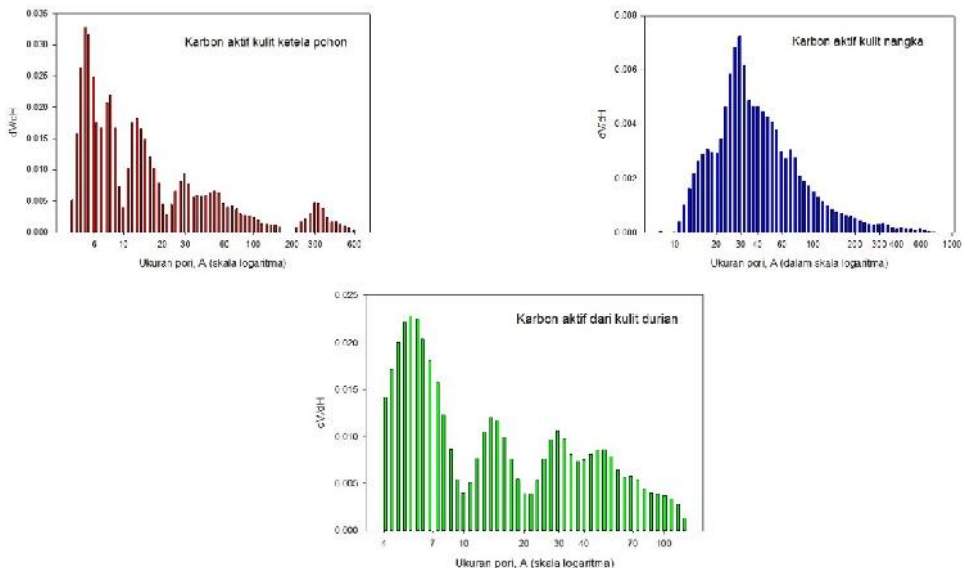 Karbon aktif kulit ketela pohon
0.035
0.030
0.025
0.020
0.015
0.010
0.005
0.000
dV/dH
6 10 20 30 60 100 200 300 600
Ukuran pori, A (skala logaritma)
Karbon aktif kulit nangka
0.008
0.006
0.004
0.002
0.000
dV/dH
10 20 30 40 60 100 200 300 400 600 1000
Ukuran pori, A (dalam skala logaritma)
Karbon aktif dari kulit durian
0.025
0.020
0.015
0.010
0.005
0.000
dV/dH
4 7 10 20 30 40 70 100
Ukuran pori, A (skala logaritma)